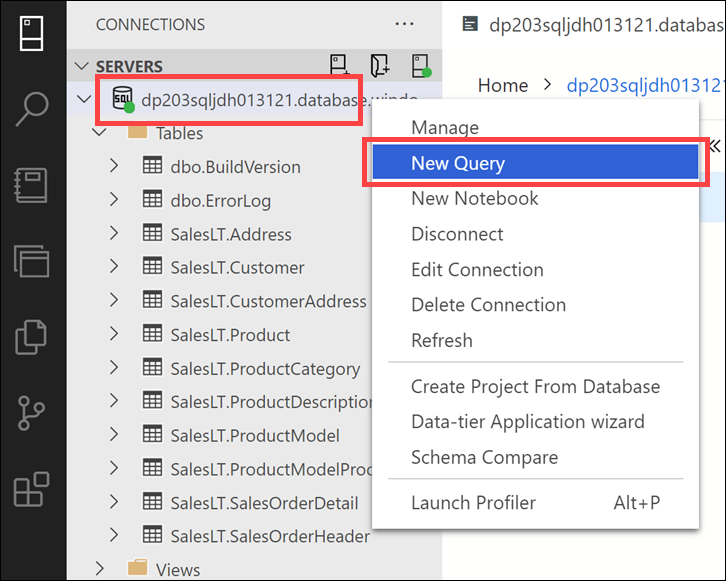 CONNECTIONS
...
dp203sqljdh013121.databas
SERVERS
Home > dp203sqljdh013121
SQL dp203sqljdh013121.database.windo
Tables
dbo.BuildVersion
dbo.ErrorLog
SalesLT.Address
SalesLT.Customer
SalesLT.CustomerAddress
SalesLT.Product
SalesLT.ProductCategory
SalesLT.ProductDescription
SalesLT.ProductModel
SalesLT.ProductModelProd
SalesLT.SalesOrderDetail
SalesLT.SalesOrderHeader
Views
Manage
New Query
New Notebook
Disconnect
Edit Connection
Delete Connection
Refresh
Create Project From Database
Data-tier Application wizard
Schema Compare
Launch Profiler Alt+P